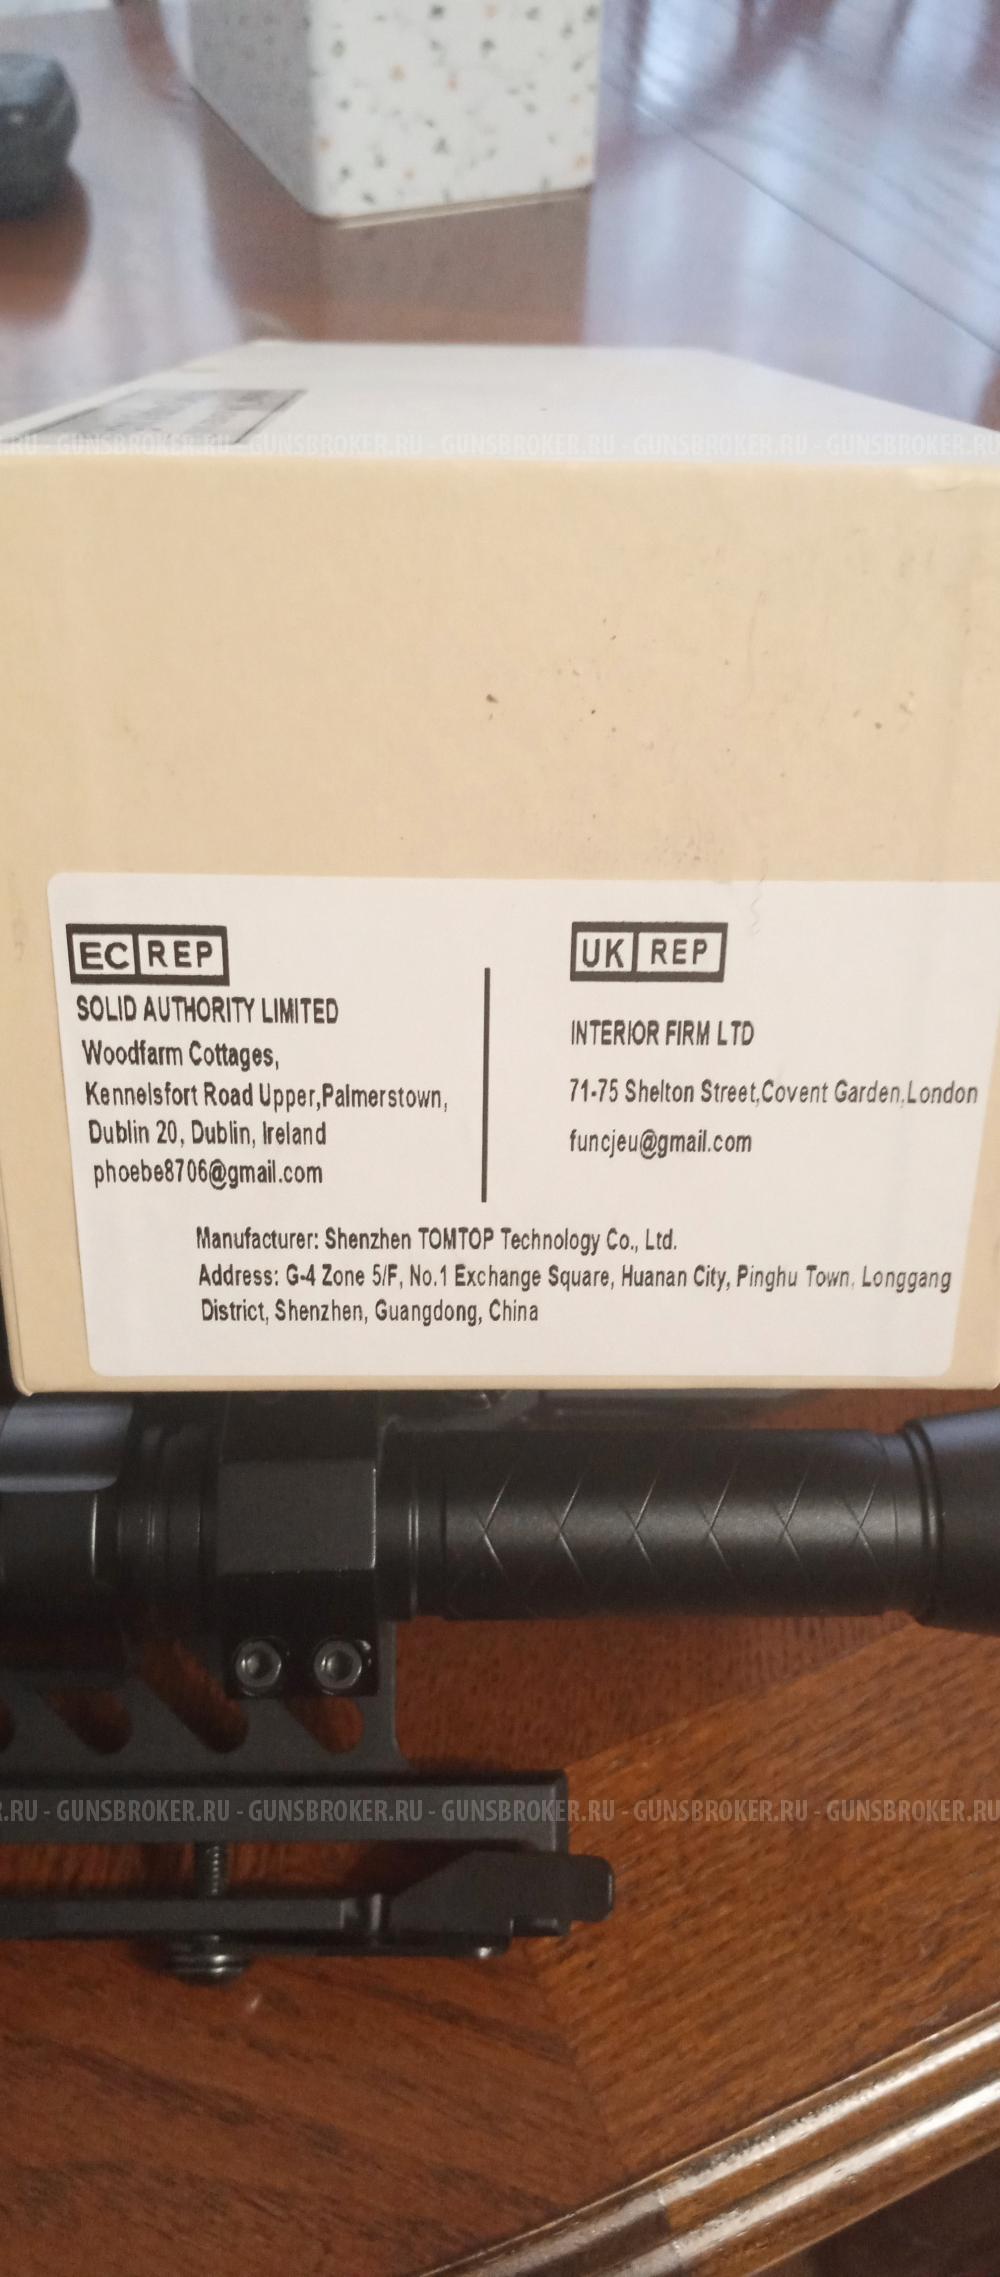 .RU - GUNSBROKER.RU - GUNSBROKER.RU - GUNSBROKER.RU - GUNSBROKER.RU - GUNSBROKER.RU
EC REP
SOLID AUTHORITY LIMITED
Woodfarm Cottages,
Kennelsfort Road Upper,Palmerstown,
Dublin 20, Dublin, Ireland
phoebe8706@gmail.com
UK REP
INTERIOR FIRM LTD
71-75 Shelton Street,Covent Garden,London
funcjeu@gmail.com
Manufacturer: Shenzhen TOMTOP Technology Co., Ltd.
Address: G-4 Zone 5/F, No.1 Exchange Square, Huanan City, Pinghu Town, Longgang
District, Shenzhen, Guangdong, China
.RU - GUNSBROKER.RU - GUNSBROKER.RU - GUNSBROKER.RU - GUNSBROKER.RU - GUNSBROKER.RU